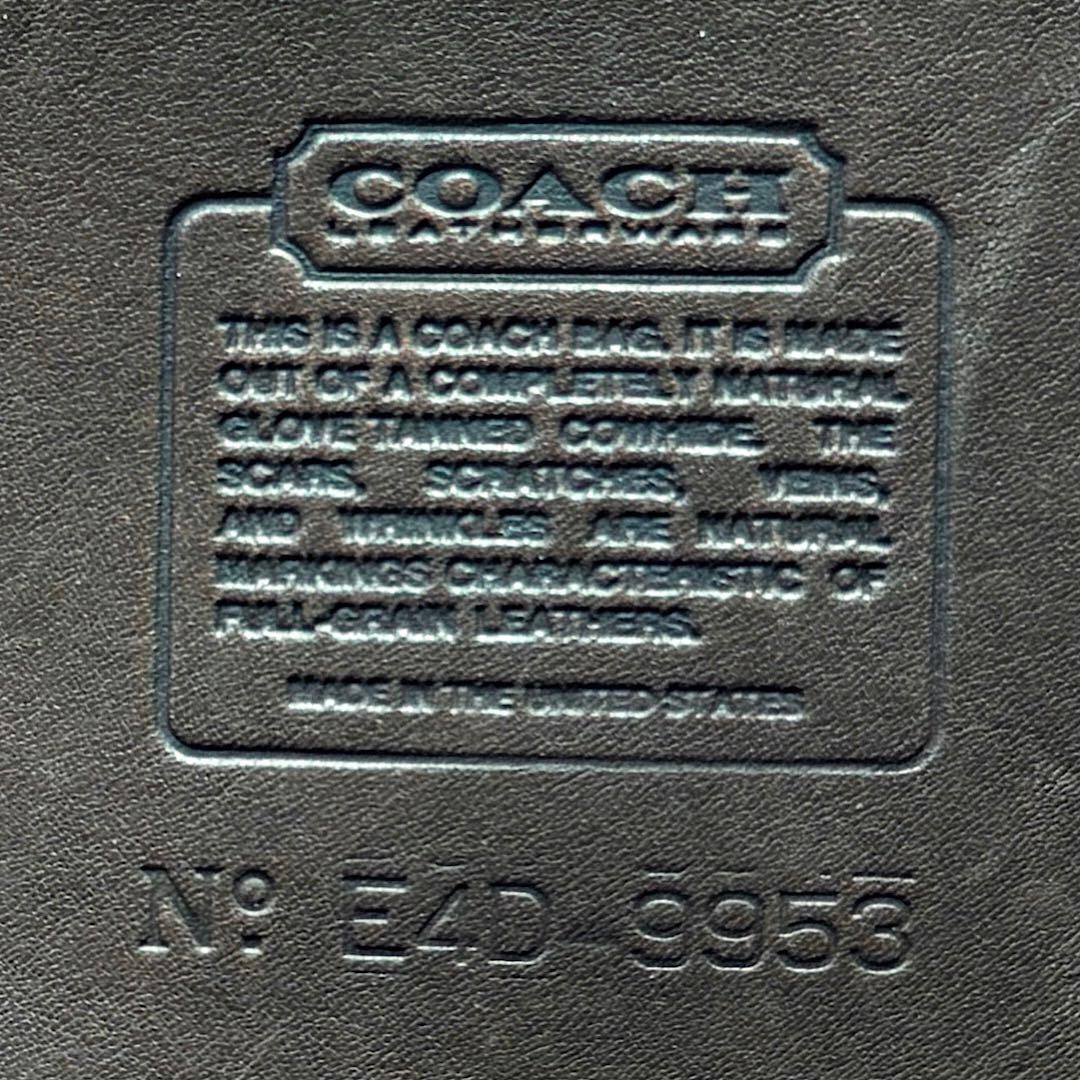 COACH
LEATHERWARE
THIS IS A COACH BAG. IT IS MADE
OUT OF A COMPLETELY NATURAL
GLOVE TANNED COWHIDE. THE
SCARS, SCRATCHES, VEINS,
AND WRINKLES ARE NATURAL
MARKINGS CHARACTERISTIC OF
FULL-GRAIN LEATHERS.
MADE IN THE UNITED STATES
Nº E4D-9953